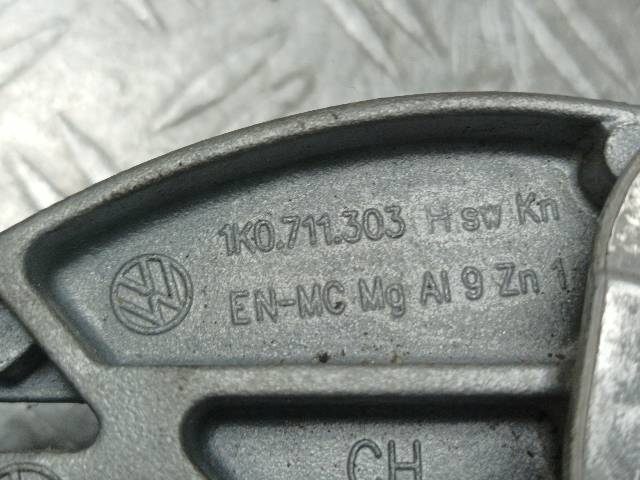 1K0.711.303 H sw Kn
EN-MC Mg Al 9 Zn 1
CH